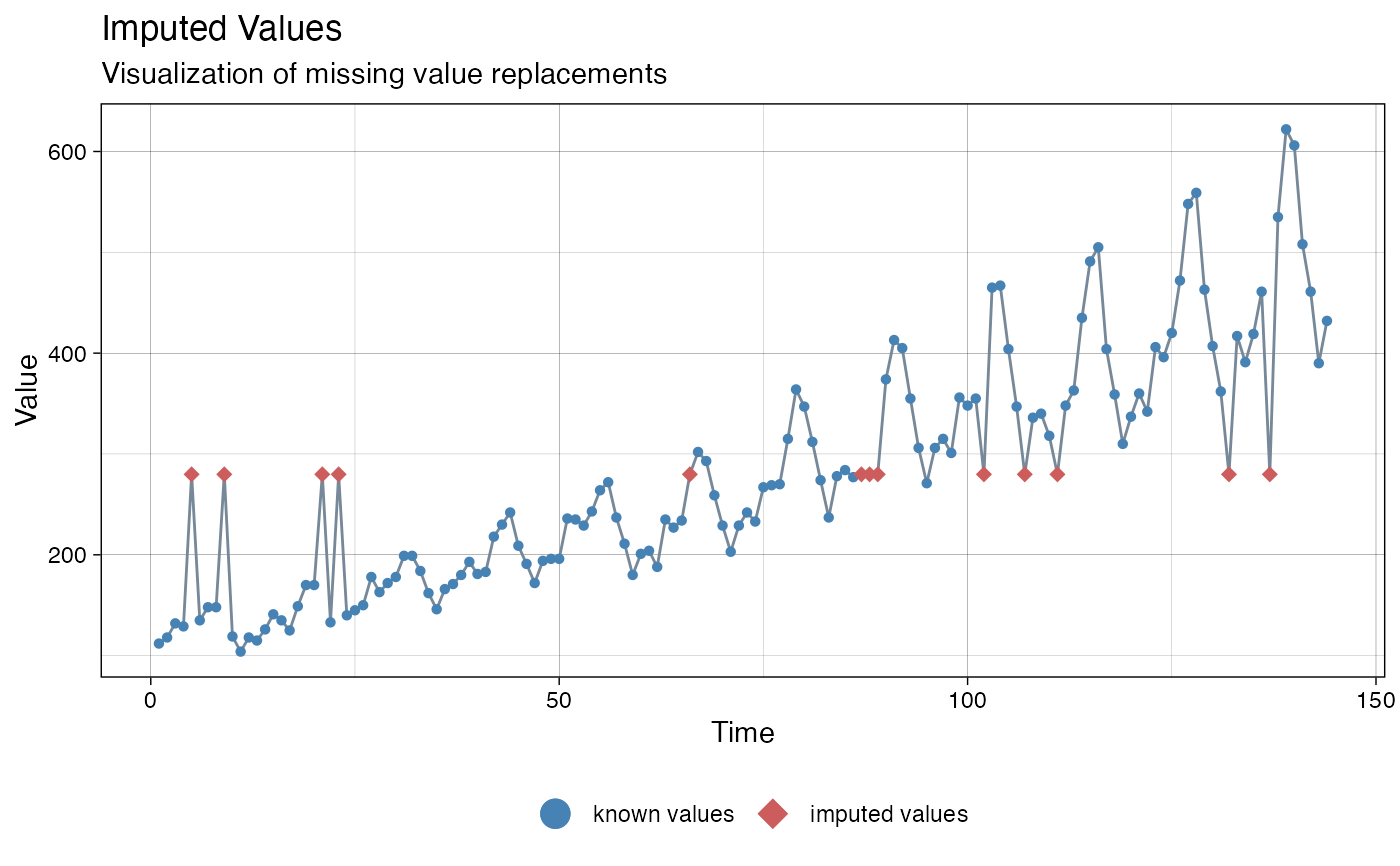 Imputed Values
Visualization of missing value replacements
600
400
200
Value
0 50 100 150
Time
known values imputed values